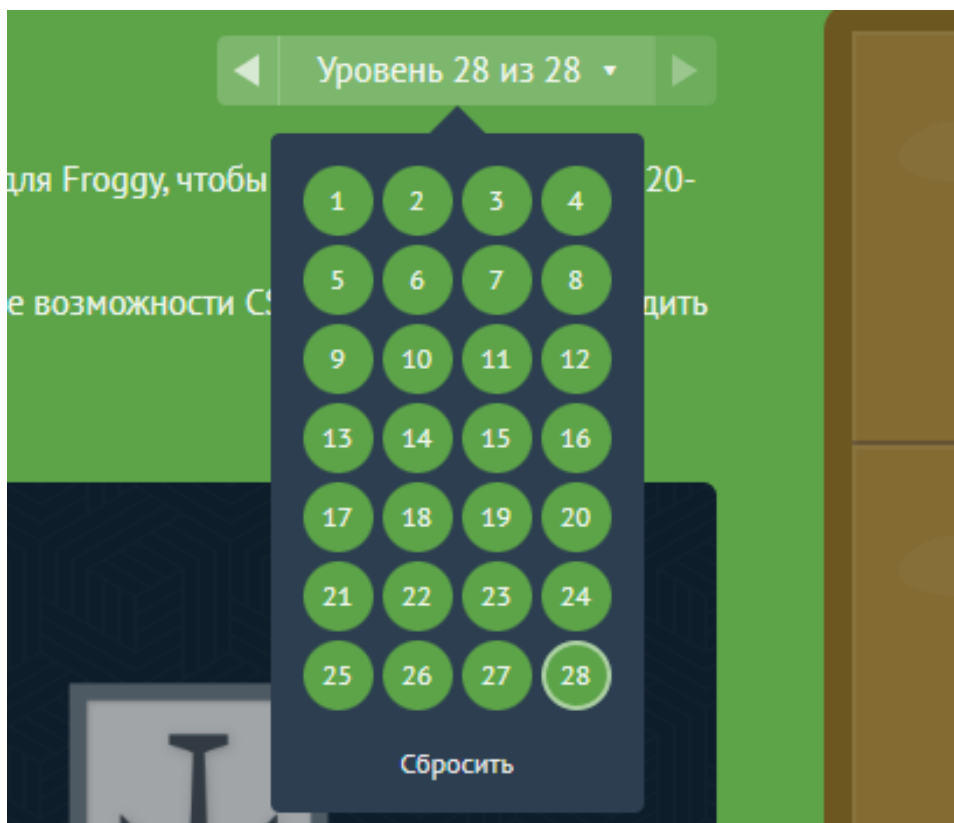 Уровень 28 из 28
для Froggy, чтобы
20-
1 2 3 4
5 6 7 8
е возможности CS
дить
9 10 11 12
13 14 15 16
17 18 19 20
21 22 23 24
25 26 27 28
Сбросить